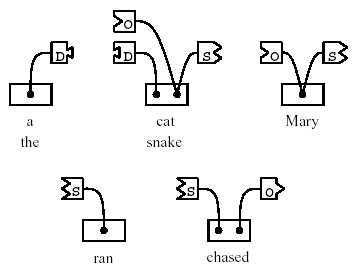 O
D D S O S
a cat Mary
the snake
S S O
ran chased